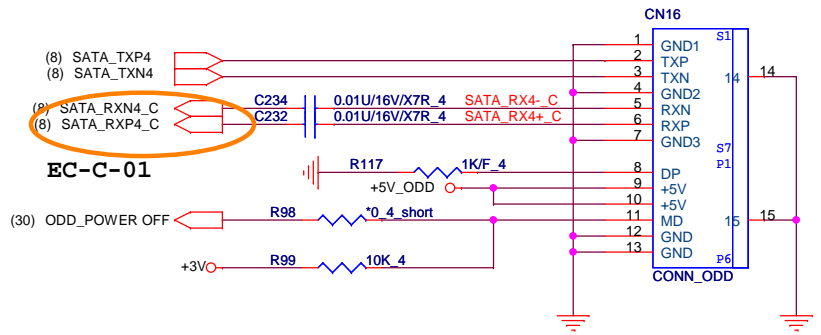 CN16
(8) SATA_TXP4
(8) SATA_TXN4
(8) SATA_RXN4_C C234 0.01U/16V/X7R_4 SATA_RX4-_C
(8) SATA_RXP4_C C232 0.01U/16V/X7R_4 SATA_RX4+_C
EC-C-01
R117 1K/F_4
+5V_ODD
(30) ODD_POWER OFF R98 *0_4_short
+3V R99 10K_4
1 GND1 S1
2 TXP
3 TXN 14 14
4 GND2
5 RXN
6 RXP
7 GND3 S7
P1
8 DP
9 +5V
10 +5V
11 MD 15 15
12 GND
13 GND P6
CONN_ODD